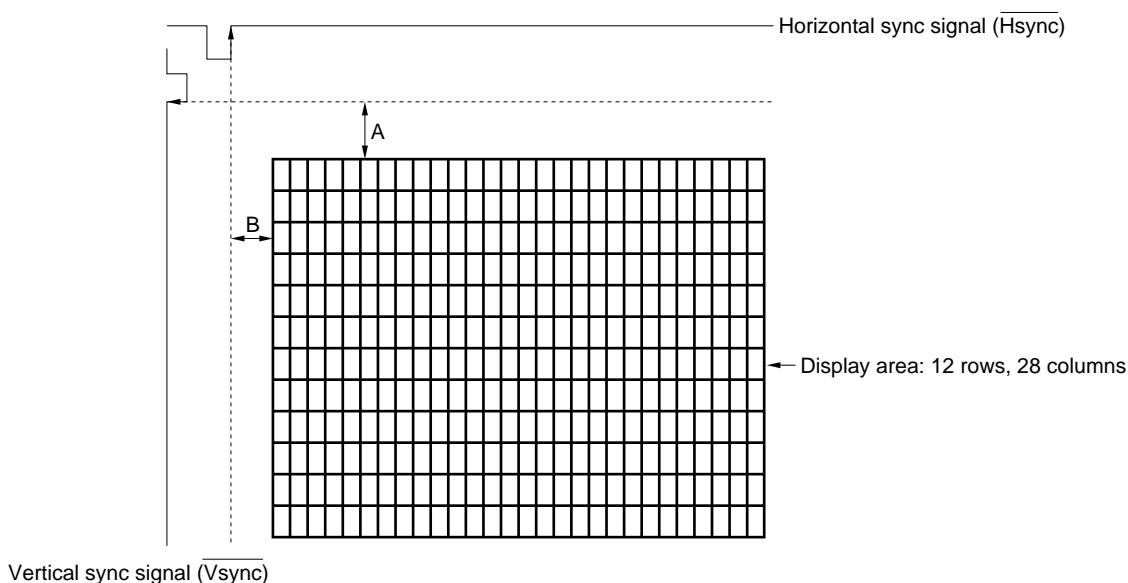 Horizontal sync signal (Hsync)
A
B
Display area: 12 rows, 28 columns
Vertical sync signal (Vsync)